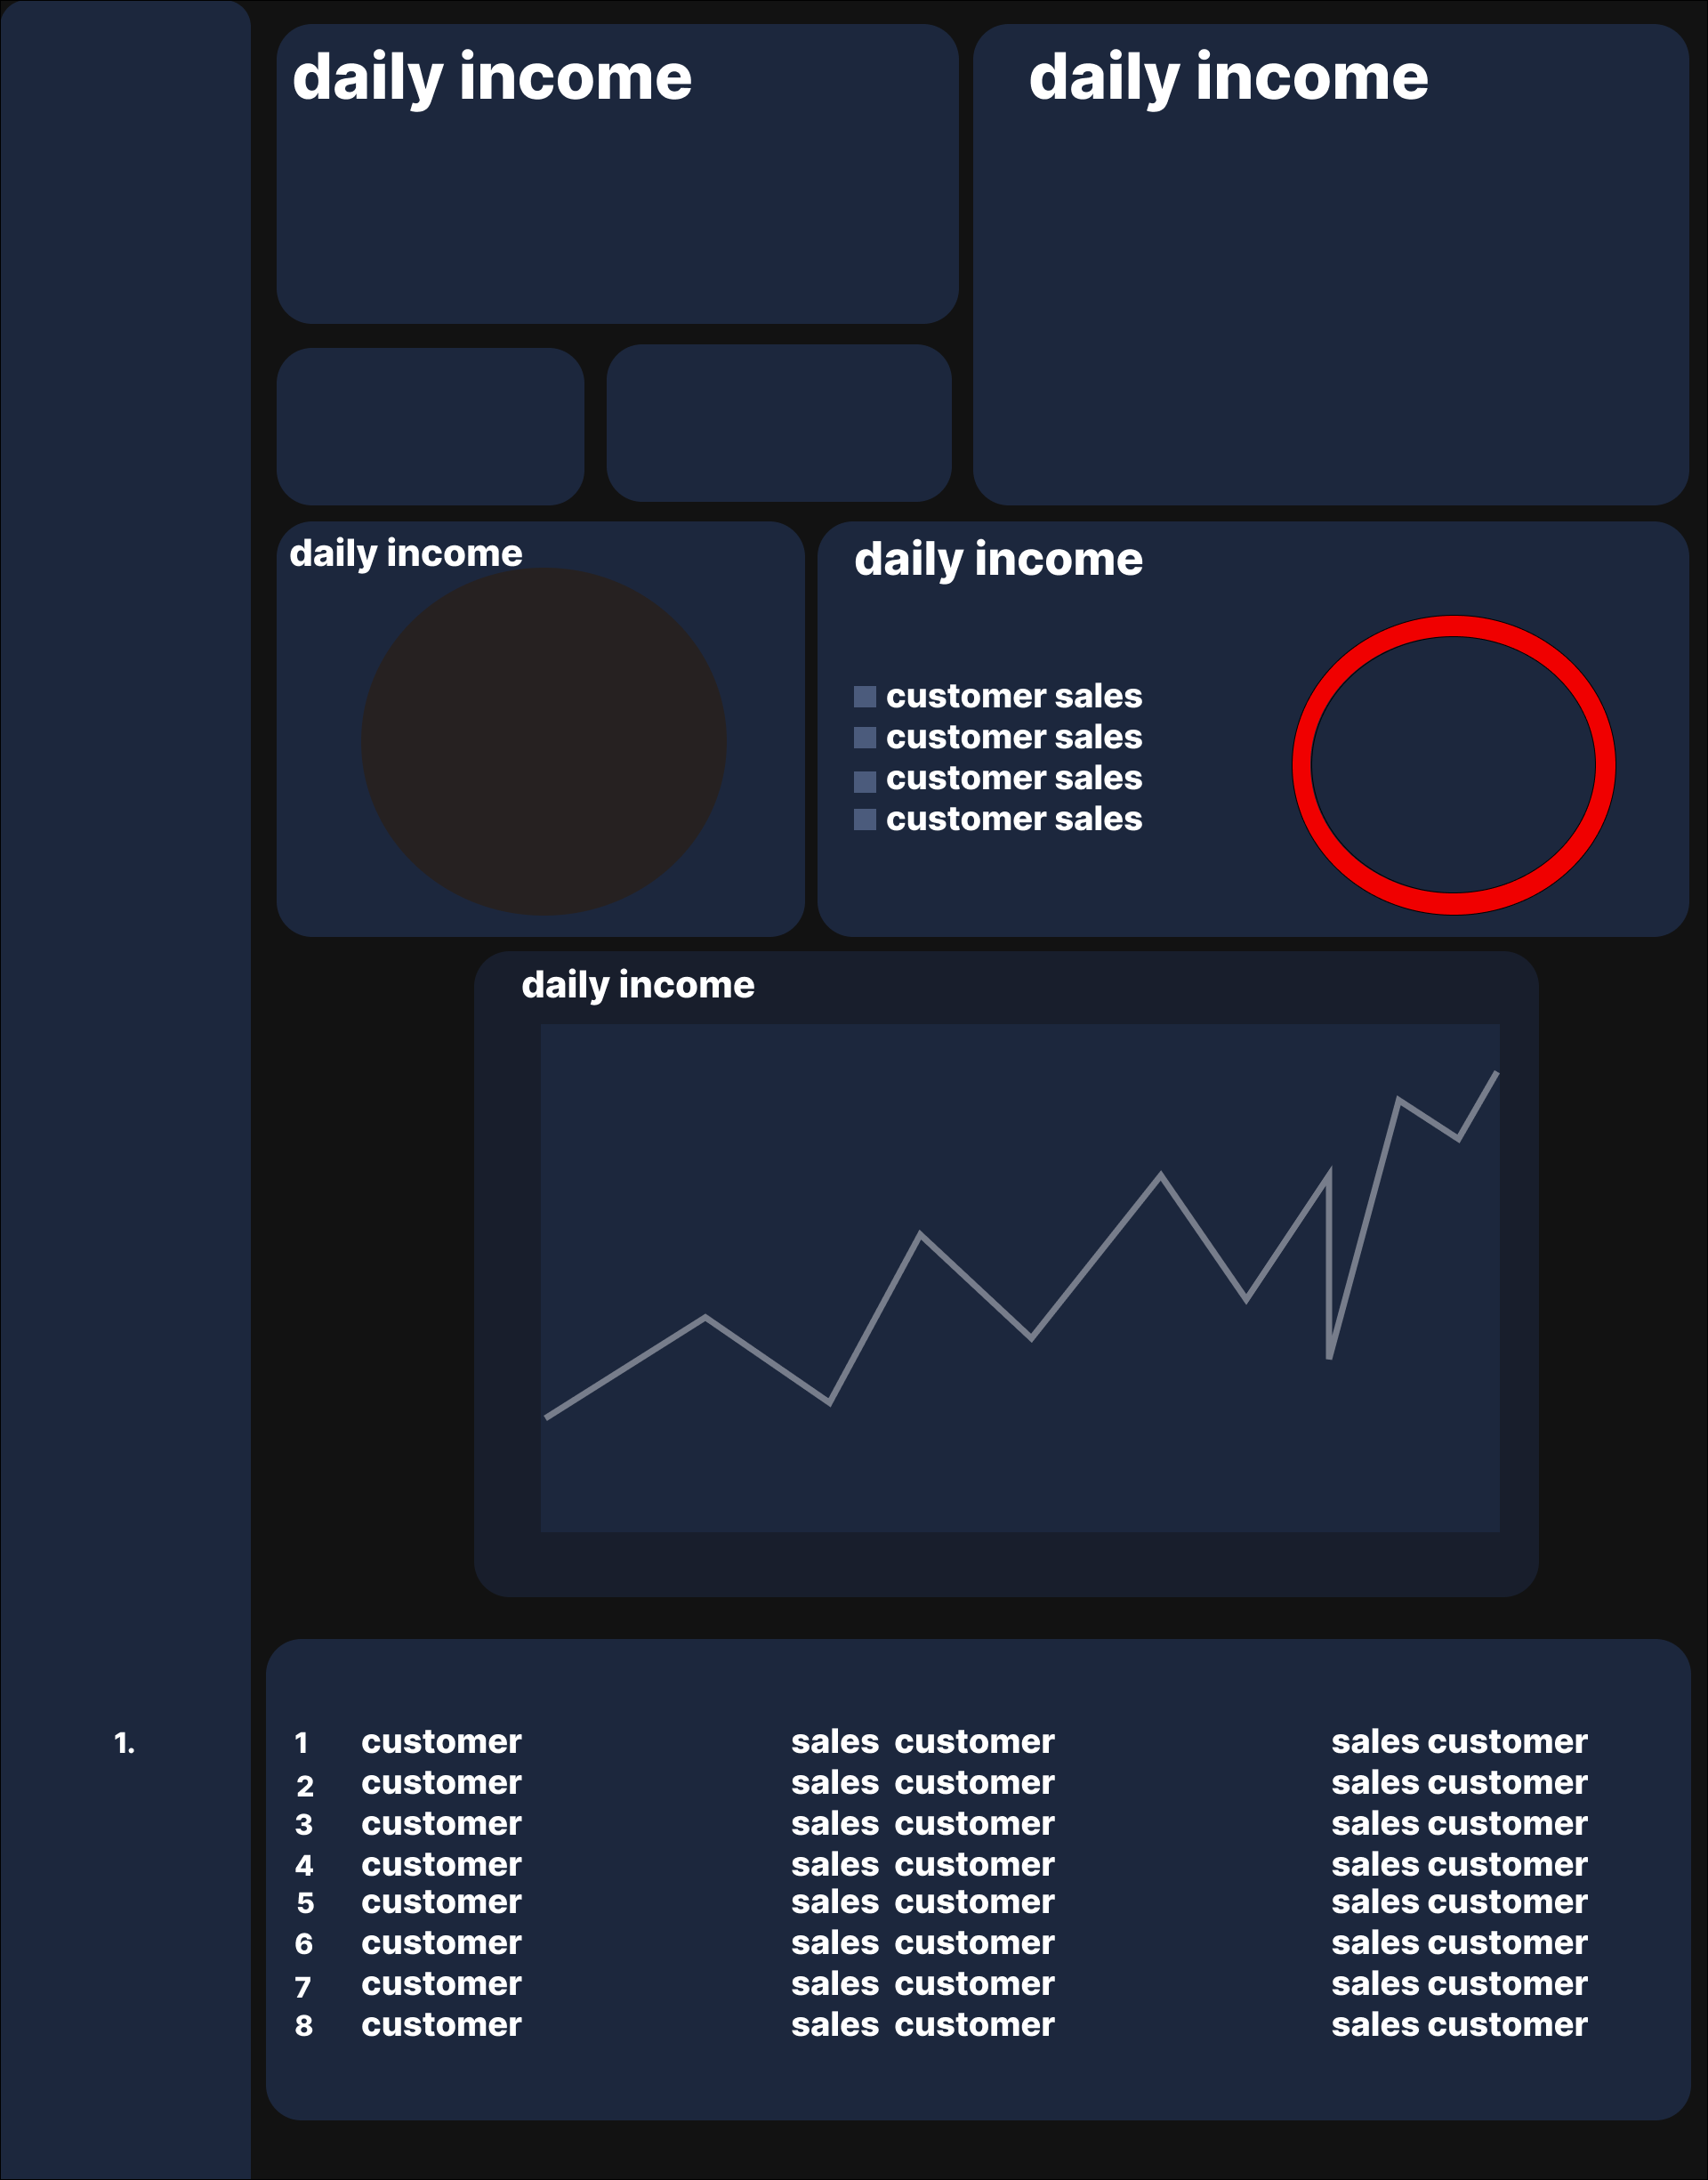 daily income
daily income
daily income
daily income
customer sales
customer sales
customer sales
customer sales
daily income
1.
1 customer sales customer sales customer
2 customer sales customer sales customer
3 customer sales customer sales customer
4 customer sales customer sales customer
5 customer sales customer sales customer
6 customer sales customer sales customer
7 customer sales customer sales customer
8 customer sales customer sales customer